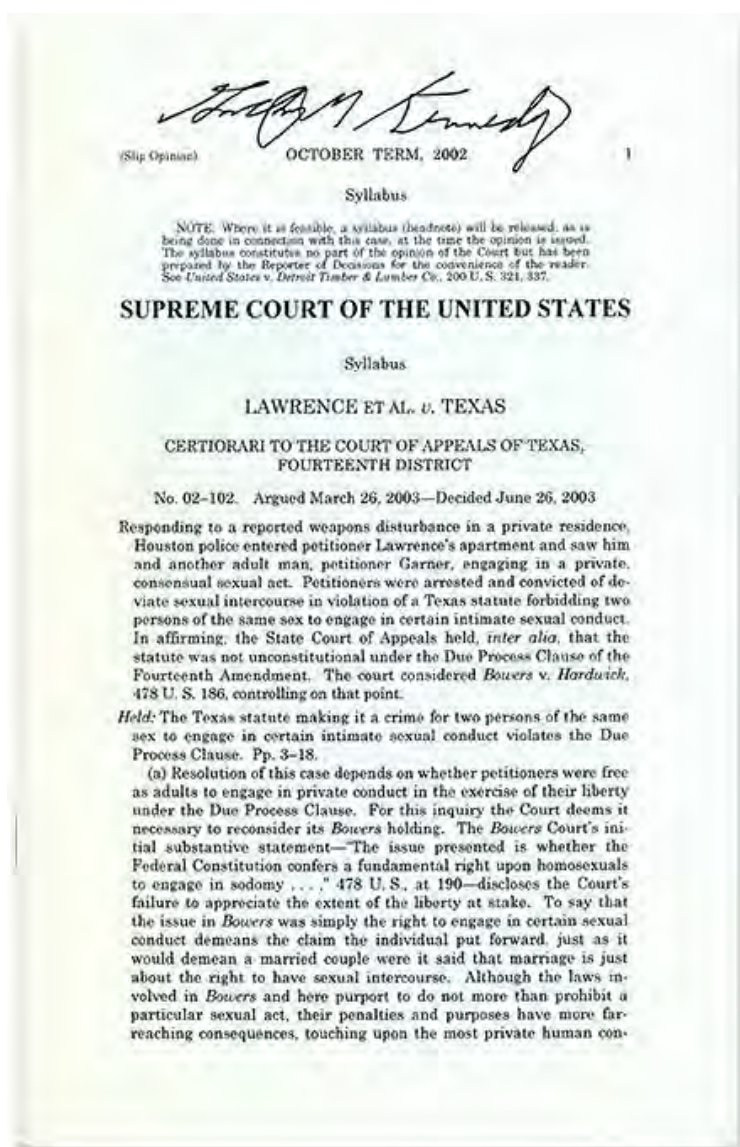 Anthony M Kennedy
(Slip Opinion) OCTOBER TERM, 2002 1
Syllabus
NOTE: Where it is feasible, a syllabus (headnote) will be released, as is
being done in connection with this case, at the time the opinion is issued.
The syllabus constitutes no part of the opinion of the Court but has been
prepared by the Reporter of Decisions for the convenience of the reader.
See United States v. Detroit Timber & Lumber Co., 200 U. S. 321, 337.
SUPREME COURT OF THE UNITED STATES
Syllabus
LAWRENCE ET AL. v. TEXAS
CERTIORARI TO THE COURT OF APPEALS OF TEXAS,
FOURTEENTH DISTRICT
No. 02–102. Argued March 26, 2003—Decided June 26, 2003
Responding to a reported weapons disturbance in a private residence,
Houston police entered petitioner Lawrence's apartment and saw him
and another adult man, petitioner Garner, engaging in a private,
consensual sexual act. Petitioners were arrested and convicted of de-
viate sexual intercourse in violation of a Texas statute forbidding two
persons of the same sex to engage in certain intimate sexual conduct.
In affirming, the State Court of Appeals held, inter alia, that the
statute was not unconstitutional under the Due Process Clause of the
Fourteenth Amendment. The court considered Bowers v. Hardwick,
478 U. S. 186, controlling on that point.
Held: The Texas statute making it a crime for two persons of the same
sex to engage in certain intimate sexual conduct violates the Due
Process Clause. Pp. 3–18.
(a) Resolution of this case depends on whether petitioners were free
as adults to engage in private conduct in the exercise of their liberty
under the Due Process Clause. For this inquiry the Court deems it
necessary to reconsider its Bowers holding. The Bowers Court's ini-
tial substantive statement—"The issue presented is whether the
Federal Constitution confers a fundamental right upon homosexuals
to engage in sodomy . . . ." 478 U. S., at 190—discloses the Court's
failure to appreciate the extent of the liberty at stake. To say that
the issue in Bowers was simply the right to engage in certain sexual
conduct demeans the claim the individual put forward, just as it
would demean a married couple were it said that marriage is just
about the right to have sexual intercourse. Although the laws in-
volved in Bowers and here purport to do not more than prohibit a
particular sexual act, their penalties and purposes have more far-
reaching consequences, touching upon the most private human con-